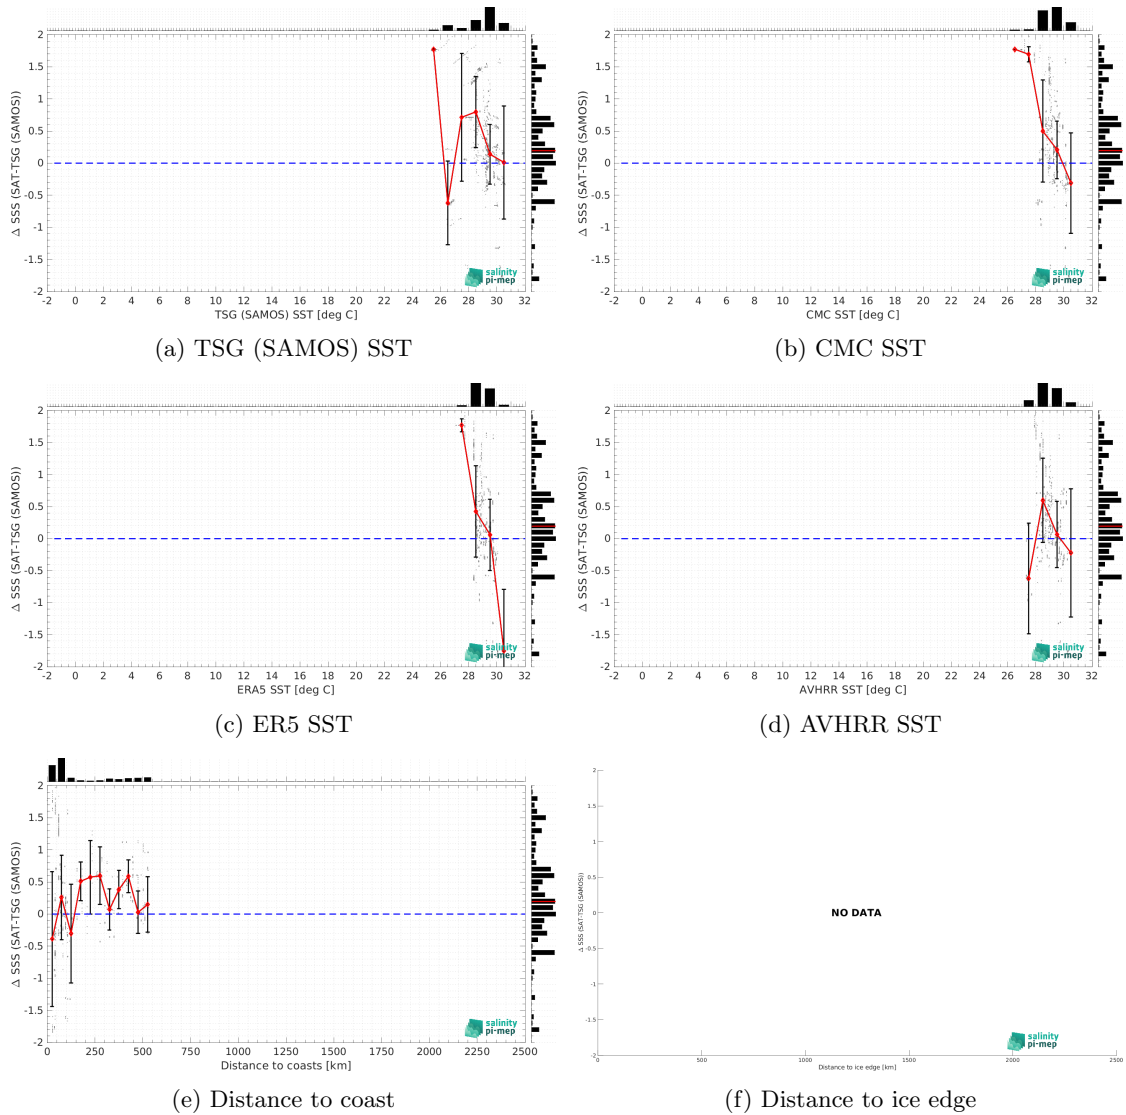 2
1.5
1
0.5
0
-0.5
-1
-1.5
-2
Δ SSS (SAT-TSG (SAMOS))
salinity
pi-mep
-2 0 2 4 6 8 10 12 14 16 18 20 22 24 26 28 30 32
TSG (SAMOS) SST [deg C]
(a) TSG (SAMOS) SST
2
1.5
1
0.5
0
-0.5
-1
-1.5
-2
Δ SSS (SAT-TSG (SAMOS))
salinity
pi-mep
-2 0 2 4 6 8 10 12 14 16 18 20 22 24 26 28 30 32
CMC SST [deg C]
(b) CMC SST
2
1.5
1
0.5
0
-0.5
-1
-1.5
-2
Δ SSS (SAT-TSG (SAMOS))
salinity
pi-mep
-2 0 2 4 6 8 10 12 14 16 18 20 22 24 26 28 30 32
ERA5 SST [deg C]
(c) ER5 SST
2
1.5
1
0.5
0
-0.5
-1
-1.5
-2
Δ SSS (SAT-TSG (SAMOS))
salinity
pi-mep
-2 0 2 4 6 8 10 12 14 16 18 20 22 24 26 28 30 32
AVHRR SST [deg C]
(d) AVHRR SST
2
1.5
1
0.5
0
-0.5
-1
-1.5
-2
Δ SSS (SAT-TSG (SAMOS))
salinity
pi-mep
0 250 500 750 1000 1250 1500 1750 2000 2250 2500
Distance to coasts [km]
(e) Distance to coast
2
1.5
1
0.5
0
-0.5
-1
-1.5
-2
Δ SSS (SAT-TSG (SAMOS))
NO DATA
salinity
pi-mep
0 500 1000 1500 2000 2500
Distance to ice edge [km]
(f) Distance to ice edge